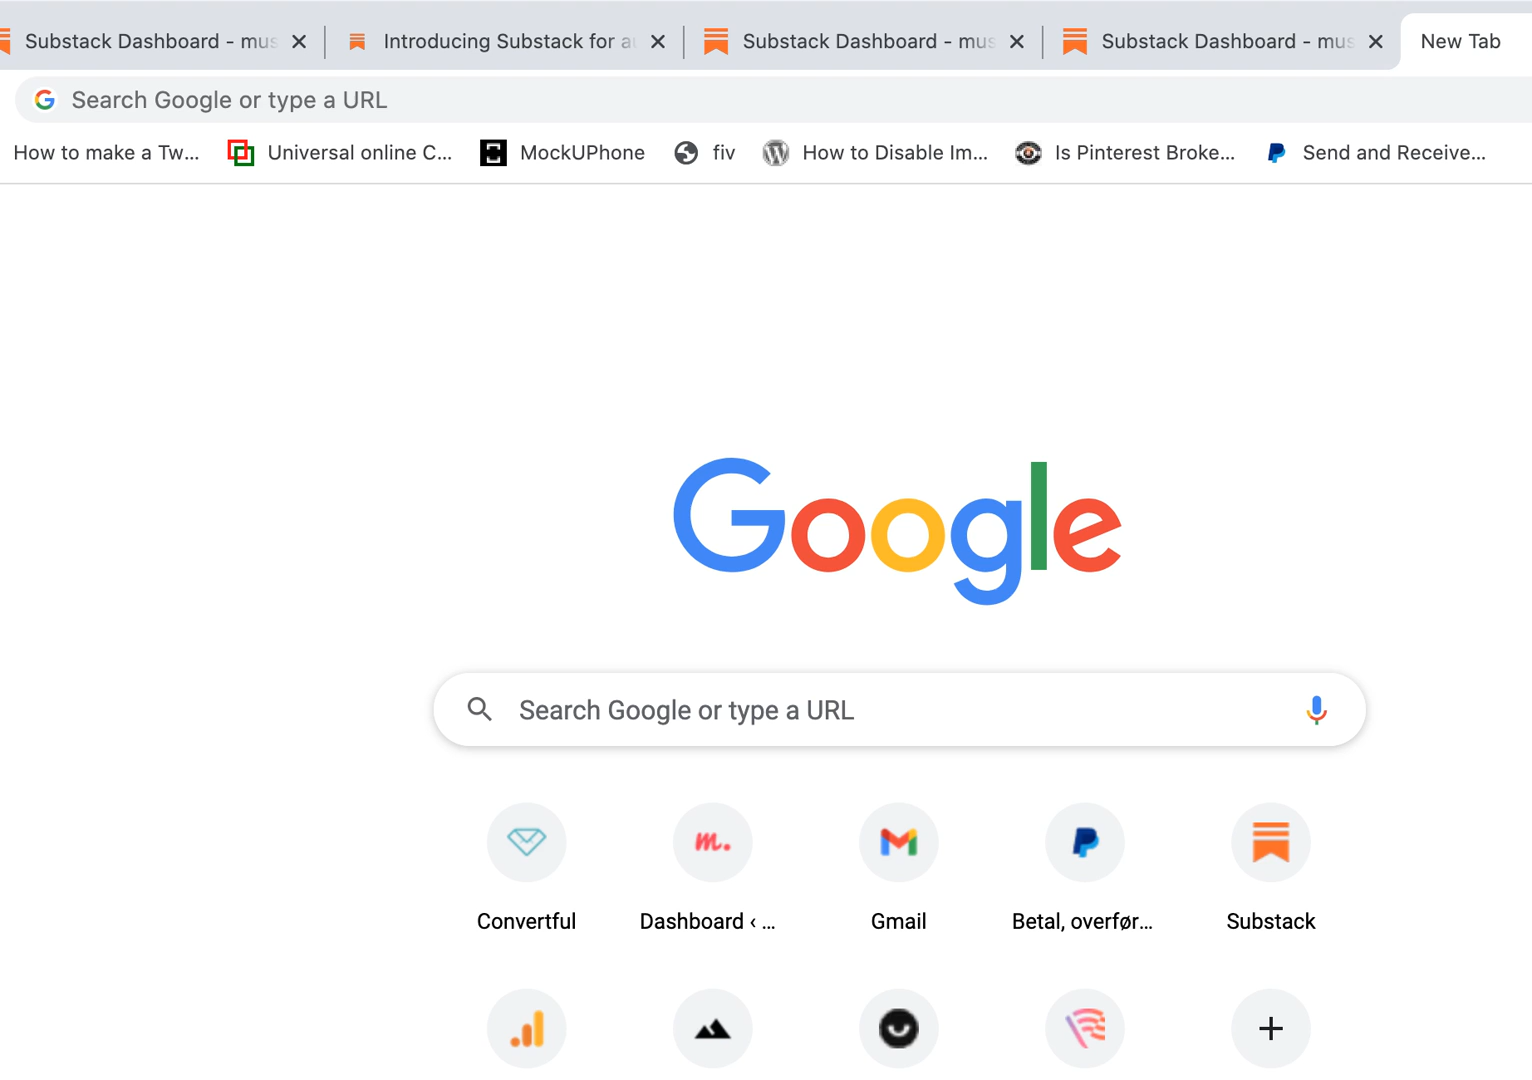 Substack Dashboard - mus
Introducing Substack for au
Substack Dashboard - mus
Substack Dashboard - mus
New Tab
Search Google or type a URL
How to make a Tw...
Universal online C...
MockUPhone
fiv
How to Disable Im...
Is Pinterest Broke...
Send and Receive...
Google
Search Google or type a URL
Convertful
Dashboard ‹ ...
Gmail
Betal, overfør...
Substack